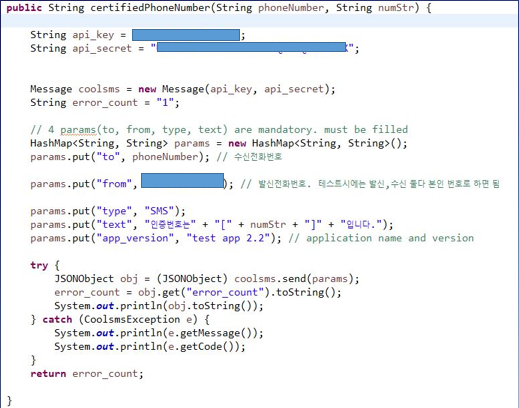 public String certifiedPhoneNumber(String phoneNumber, String numStr) {
String api_key = ;
String api_secret = " ";
Message coolsms = new Message(api_key, api_secret);
String error_count = "1";
// 4 params(to, from, type, text) are mandatory. must be filled
HashMap<String, String> params = new HashMap<String, String>();
params.put("to", phoneNumber); // 수신전화번호
params.put("from", ); // 발신전화번호. 테스트시에는 발신,수신 둘다 본인 번호로 하면 됨
params.put("type", "SMS");
params.put("text", "인증번호는" + "[" + numStr + "]" + "입니다.");
params.put("app_version", "test app 2.2"); // application name and version
try {
JSONObject obj = (JSONObject) coolsms.send(params);
error_count = obj.get("error_count").toString();
System.out.println(obj.toString());
} catch (CoolsmsException e) {
System.out.println(e.getMessage());
System.out.println(e.getCode());
}
return error_count;
}